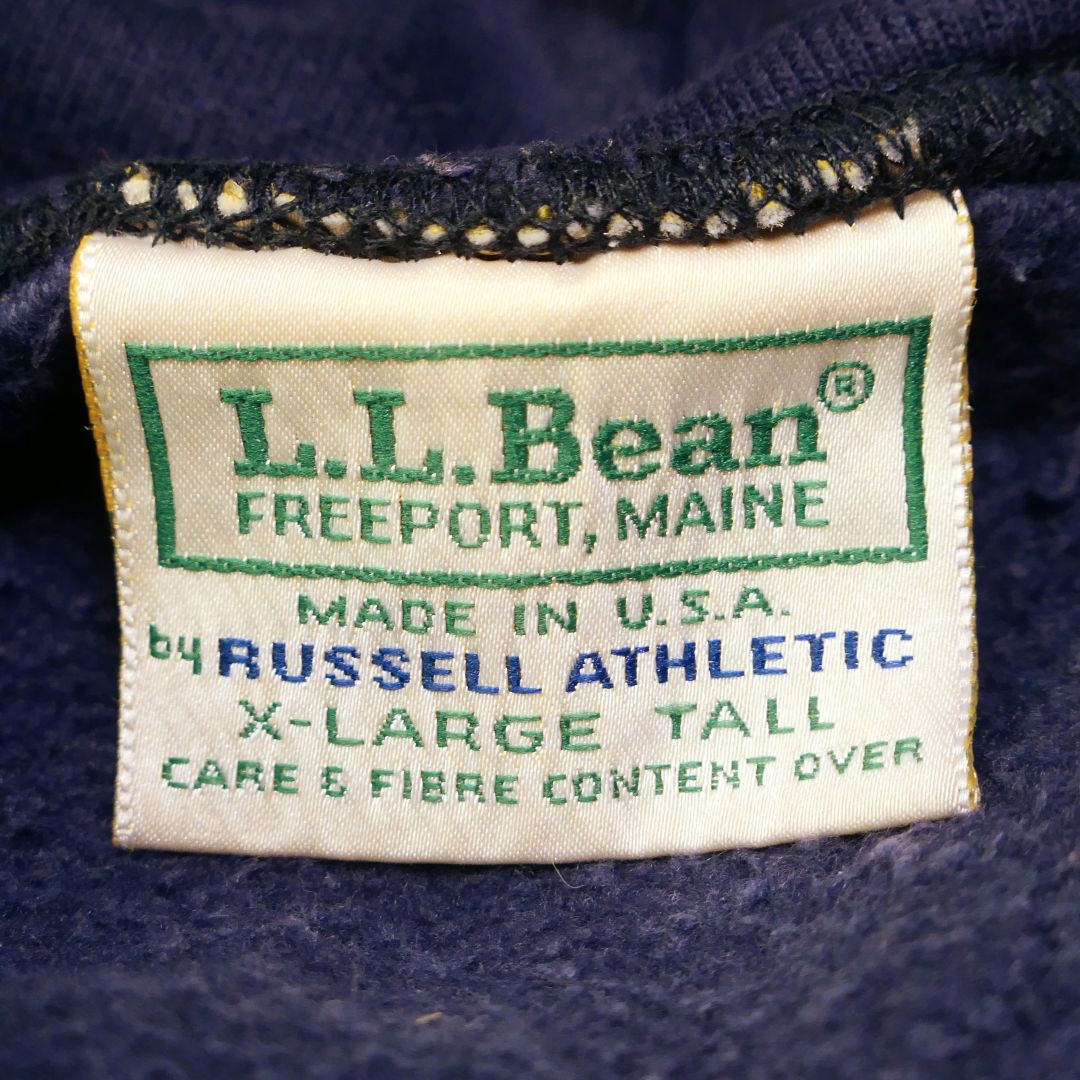 L.L.Bean®
FREEPORT, MAINE
MADE IN U.S.A.
by RUSSELL ATHLETIC
X-LARGE TALL
CARE & FIBRE CONTENT OVER